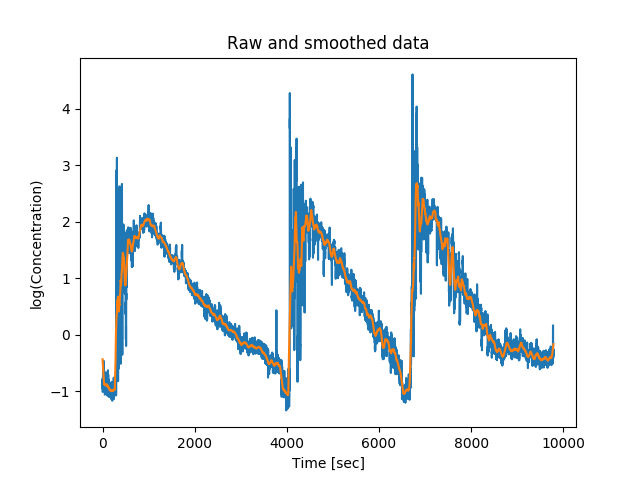 Raw and smoothed data
log(Concentration)
4
3
2
1
0
−1
0 2000 4000 6000 8000 10000
Time [sec]